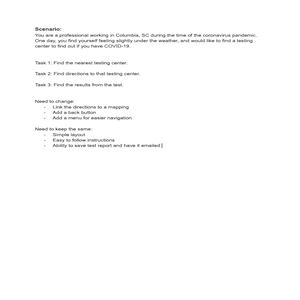 Scenario:
You are a professional working in Columbia, SC during the time of the coronavirus pandemic.
One day, you find yourself feeling slightly under the weather, and would like to find a testing
center to find out if you have COVID-19.
Task 1: Find the nearest testing center.
Task 2: Find directions to that testing center.
Task 3: Find the results from the test.
Need to change:
- Link the directions to a mapping
- Add a back button
- Add a menu for easier navigation
Need to keep the same:
- Simple layout
- Easy to follow instructions
- Ability to save test report and have it emailed